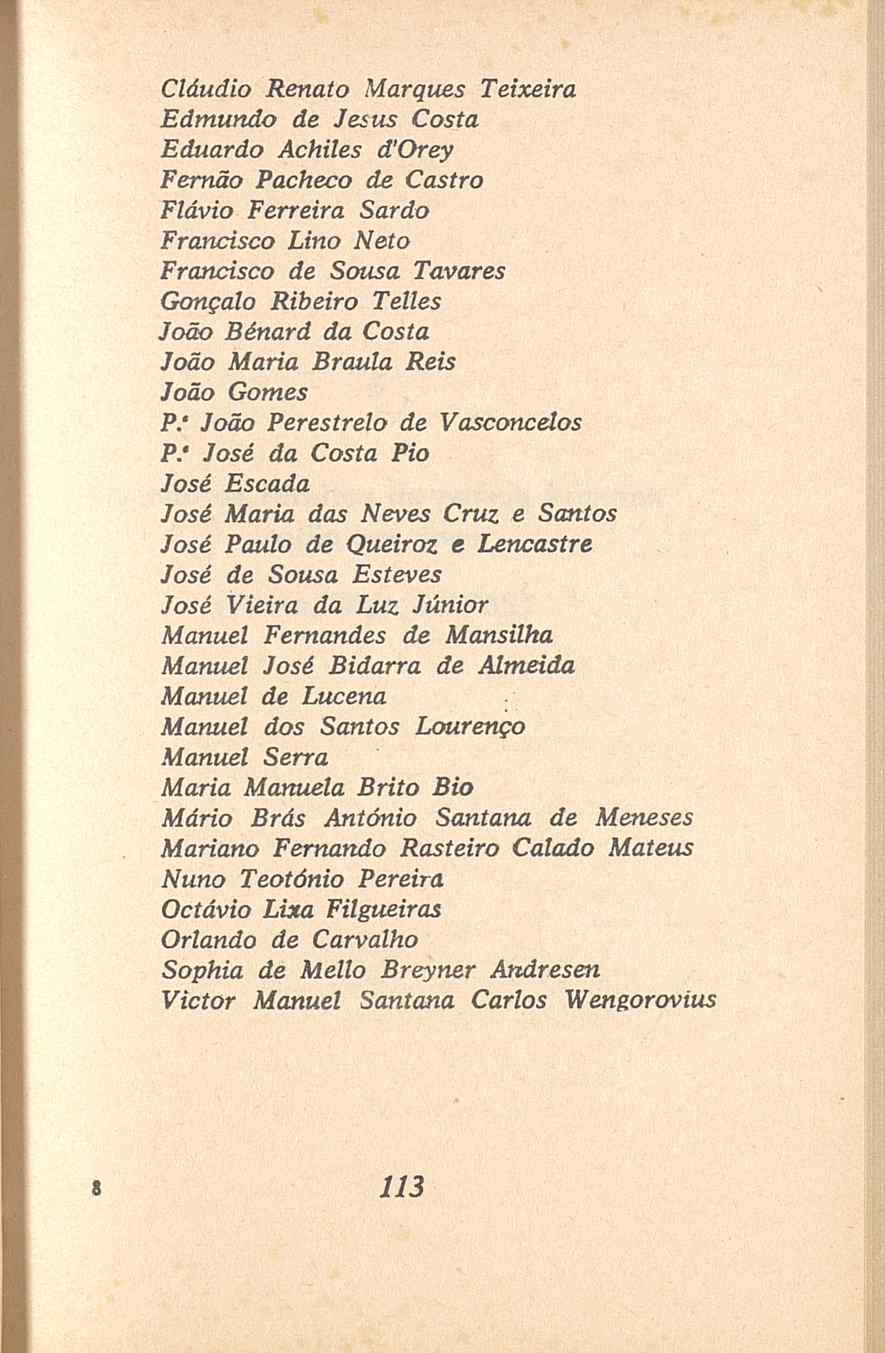 Cláudio Renato Marques Teixeira
Edmundo de Jesus Costa
Eduardo Achiles d'Orey
Fernão Pacheco de Castro
Flávio Ferreira Sardo
Francisco Lino Neto
Francisco de Sousa Tavares
Gonçalo Ribeiro Telles
João Bénard da Costa
João Maria Braula Reis
João Gomes
P.ᵉ João Perestrelo de Vasconcelos
P.ᵉ José da Costa Pio
José Escada
José Maria das Neves Cruz e Santos
José Paulo de Queiroz e Lencastre
José de Sousa Esteves
José Vieira da Luz Júnior
Manuel Fernandes de Mansilha
Manuel José Bidarra de Almeida
Manuel de Lucena
Manuel dos Santos Lourenço
Manuel Serra
Maria Manuela Brito Bio
Mário Brás António Santana de Meneses
Mariano Fernando Rasteiro Calado Mateus
Nuno Teotónio Pereira
Octávio Lixa Filgueiras
Orlando de Carvalho
Sophia de Mello Breyner Andresen
Victor Manuel Santana Carlos Wengorovius
8 113